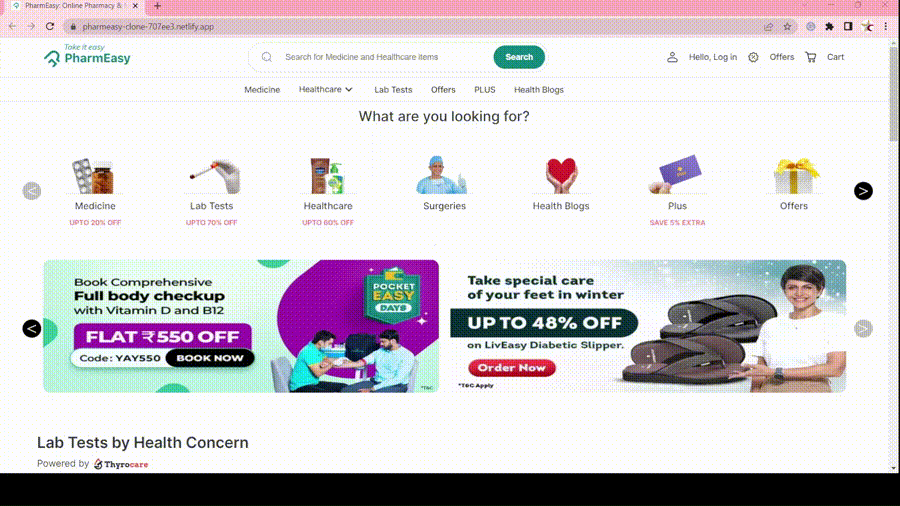 PharmEasy: Online Pharmacy &
pharmeasy-clone-707ee3.netlify.app
Take it easy
PharmEasy
Search for Medicine and Healthcare items
Search
Hello, Log in
Offers
Cart
Medicine
Healthcare
Lab Tests
Offers
PLUS
Health Blogs
What are you looking for?
<
Medicine
UPTO 20% OFF
Lab Tests
UPTO 70% OFF
Healthcare
UPTO 60% OFF
Surgeries
Health Blogs
Plus
SAVE 5% EXTRA
Offers
>
<
Book Comprehensive
Full body checkup
with Vitamin D and B12
FLAT ₹550 OFF
Code: YAY550
BOOK NOW
POCKET
EASY
DAYS
*T&C
Take special care
of your feet in winter
UP TO 48% OFF
on LivEasy Diabetic Slipper.
Order Now
*T&C Apply
>
Lab Tests by Health Concern
Powered by Thyrocare